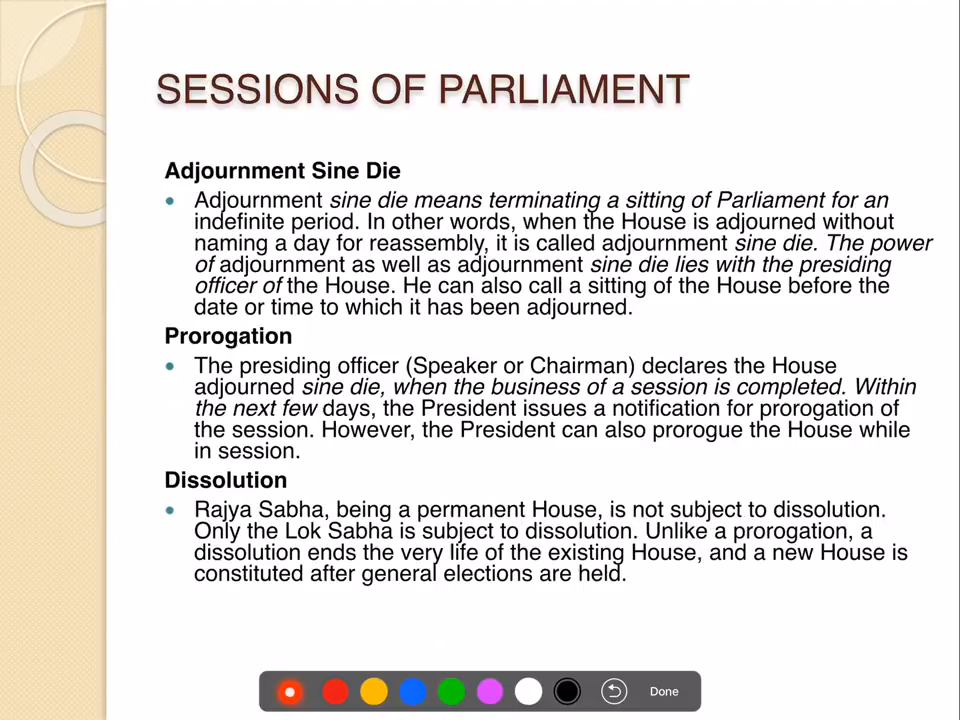 SESSIONS OF PARLIAMENT
Adjournment Sine Die
• Adjournment sine die means terminating a sitting of Parliament for an
indefinite period. In other words, when the House is adjourned without
naming a day for reassembly, it is called adjournment sine die. The power
of adjournment as well as adjournment sine die lies with the presiding
officer of the House. He can also call a sitting of the House before the
date or time to which it has been adjourned.
Prorogation
• The presiding officer (Speaker or Chairman) declares the House
adjourned sine die, when the business of a session is completed. Within
the next few days, the President issues a notification for prorogation of
the session. However, the President can also prorogue the House while
in session.
Dissolution
• Rajya Sabha, being a permanent House, is not subject to dissolution.
Only the Lok Sabha is subject to dissolution. Unlike a prorogation, a
dissolution ends the very life of the existing House, and a new House is
constituted after general elections are held.
Done